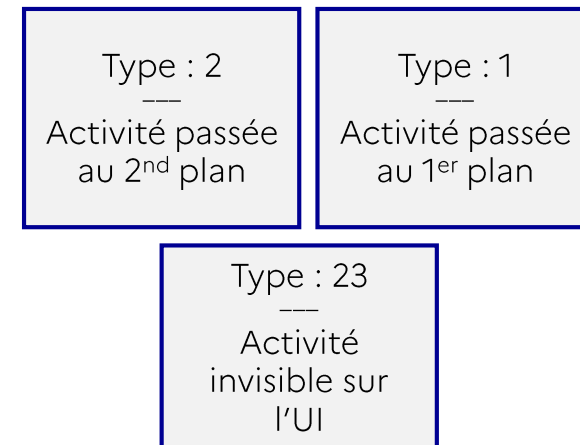 Type : 2
---
Activité passée
au 2nd plan
Type : 1
---
Activité passée
au 1er plan
Type : 23
---
Activité
invisible sur
l'UI